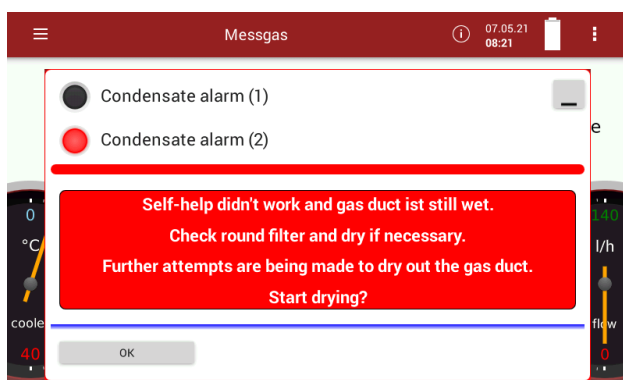 Messgas
07.05.21
08:21
Condensate alarm (1)
Condensate alarm (2)
e
Self-help didn't work and gas duct ist still wet.
Check round filter and dry if necessary.
Further attempts are being made to dry out the gas duct.
Start drying?
0
°C
coole
40
140
l/h
flow
0
OK